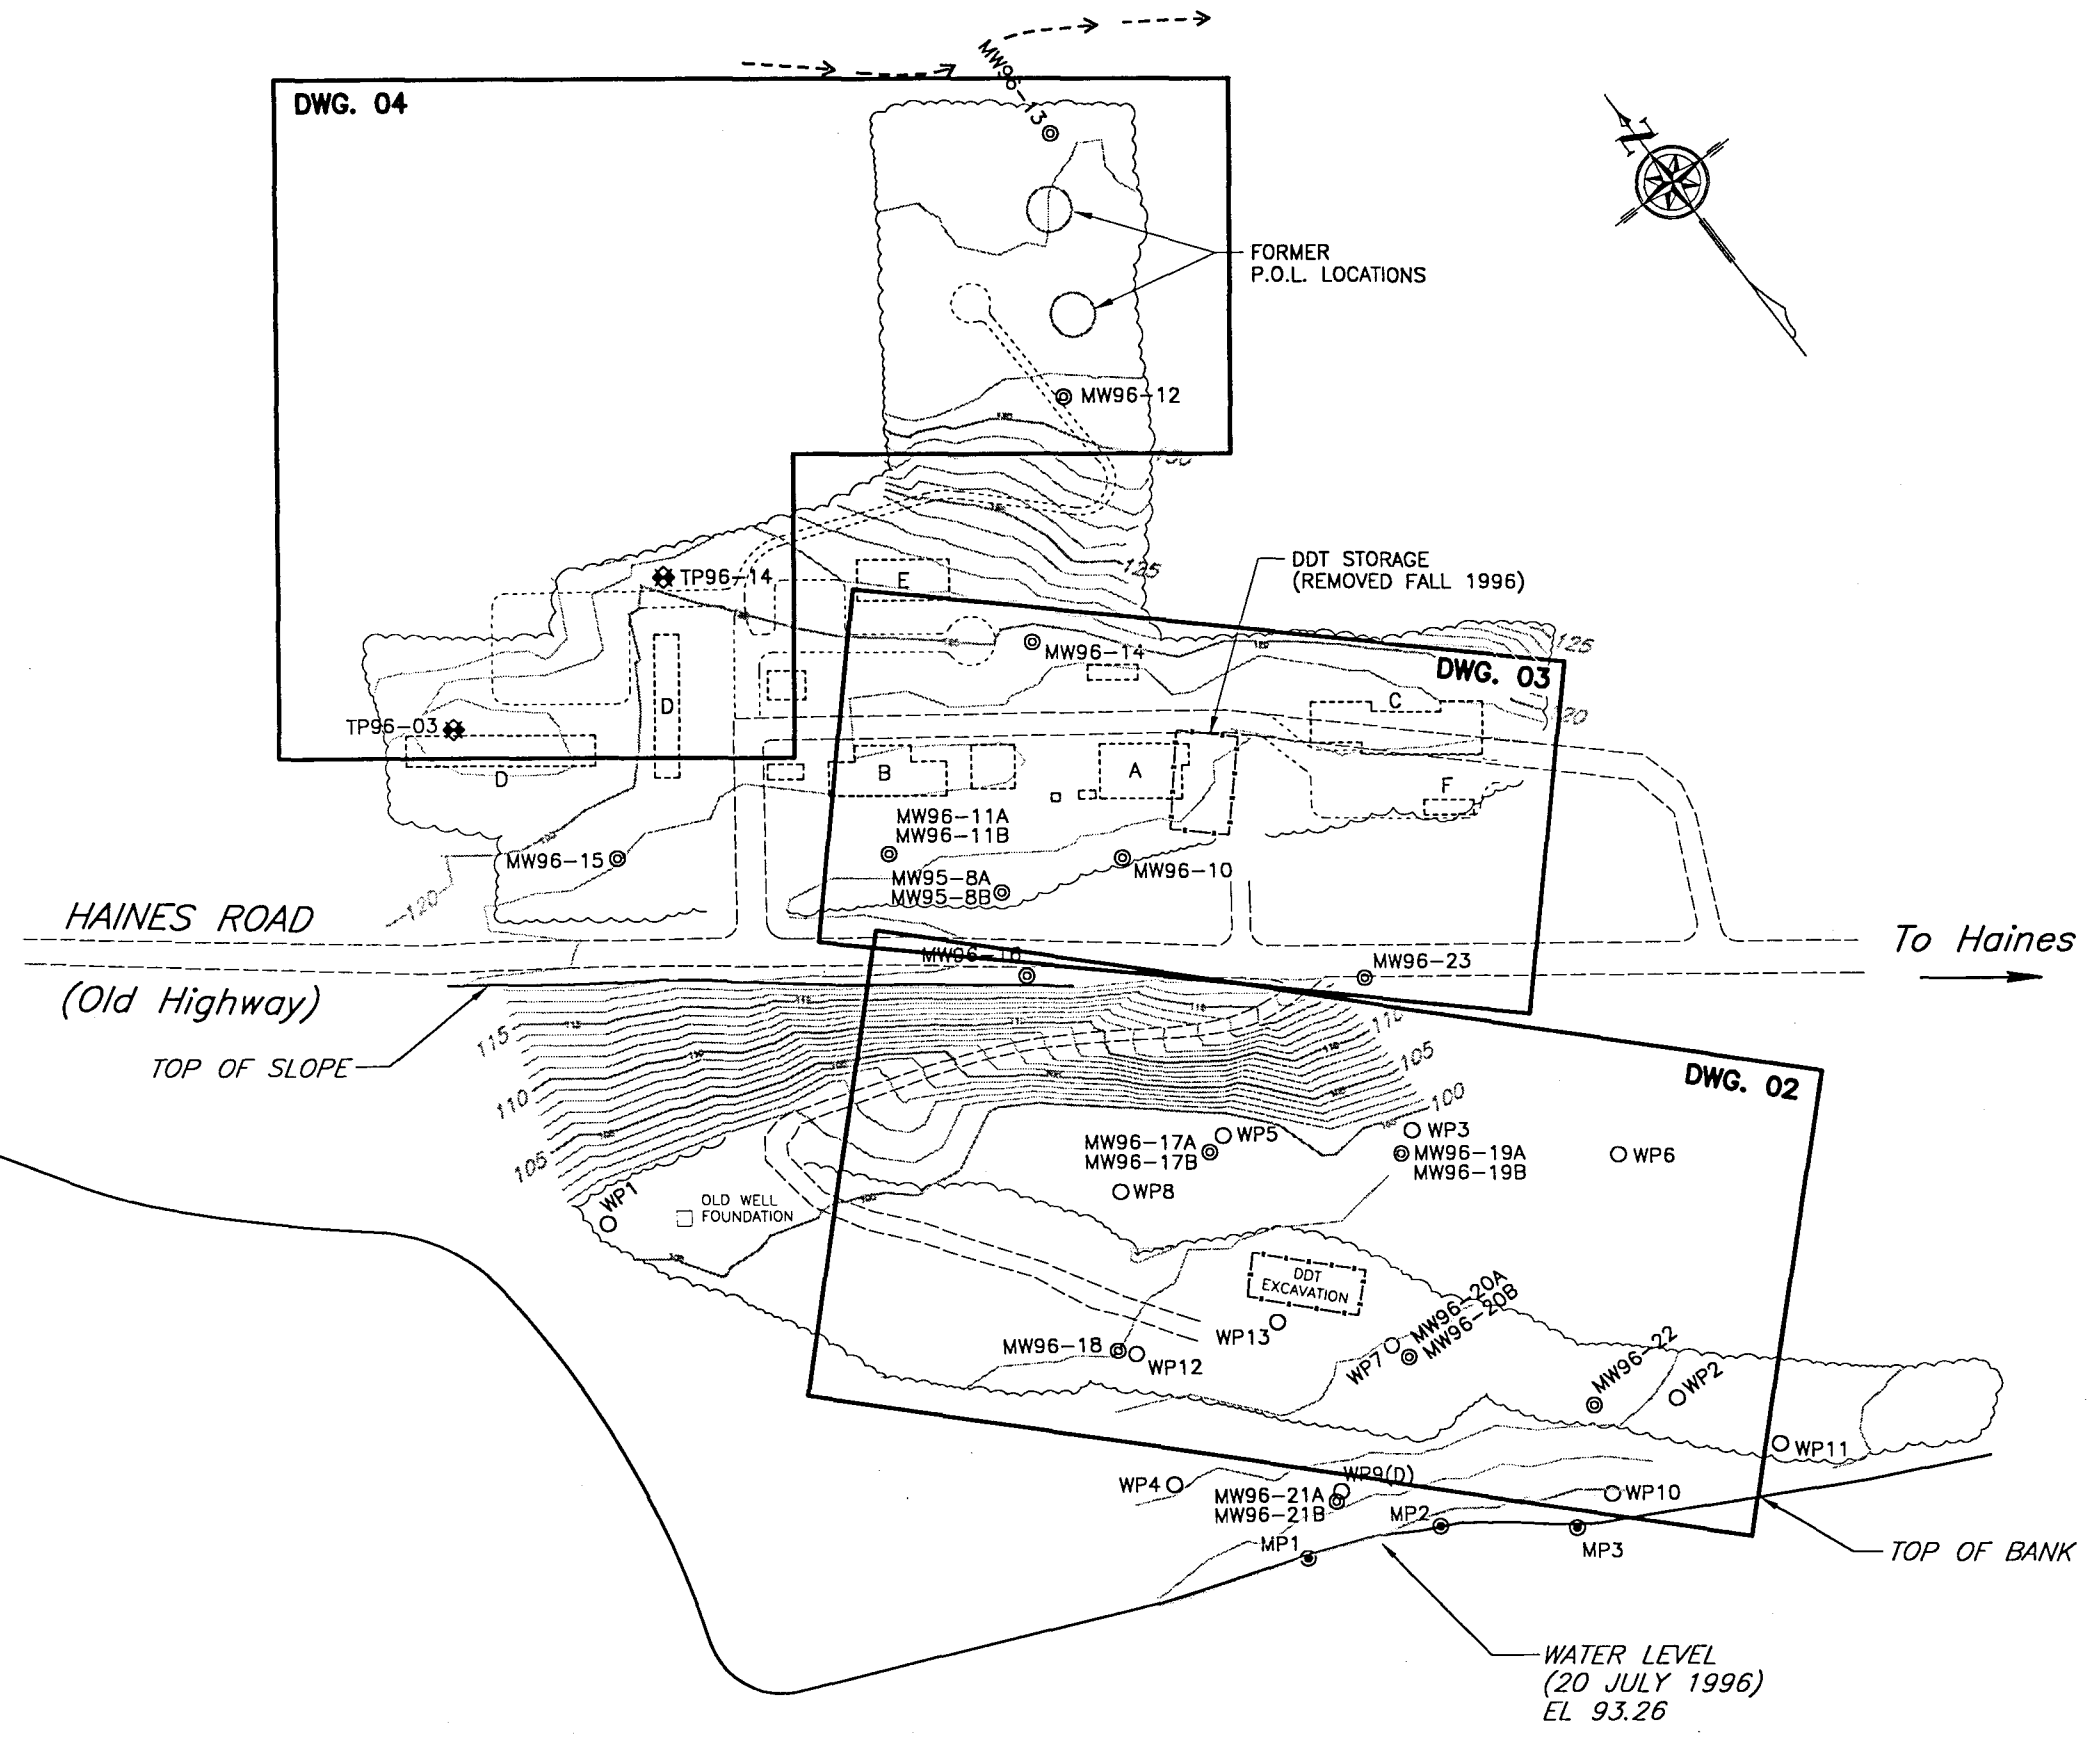 MW96-13
DWG. 04
N
FORMER
P.O.L. LOCATIONS
MW96-12
130
125
DDT STORAGE
(REMOVED FALL 1996)
TP96-14
E
MW96-14
125
DWG. 03
120
C
D
TP96-03
D
B
A
F
MW96-11A
MW96-11B
MW96-15
MW96-10
MW95-8A
MW95-8B
120
HAINES ROAD
To Haines
MW96-16
MW96-23
(Old Highway)
115
110
105
TOP OF SLOPE
DWG. 02
110
100
105
WP5
WP3
MW96-17A
MW96-17B
MW96-19A
MW96-19B
WP6
WP8
WP1
OLD WELL
FOUNDATION
DDT
EXCAVATION
MW96-20A
MW96-20B
WP13
WP7
MW96-18
WP12
MW96-22
WP2
WP11
WP4
WP9(D)
MW96-21A
MW96-21B
WP10
MP2
MP1
MP3
TOP OF BANK
WATER LEVEL
(20 JULY 1996)
EL 93.26